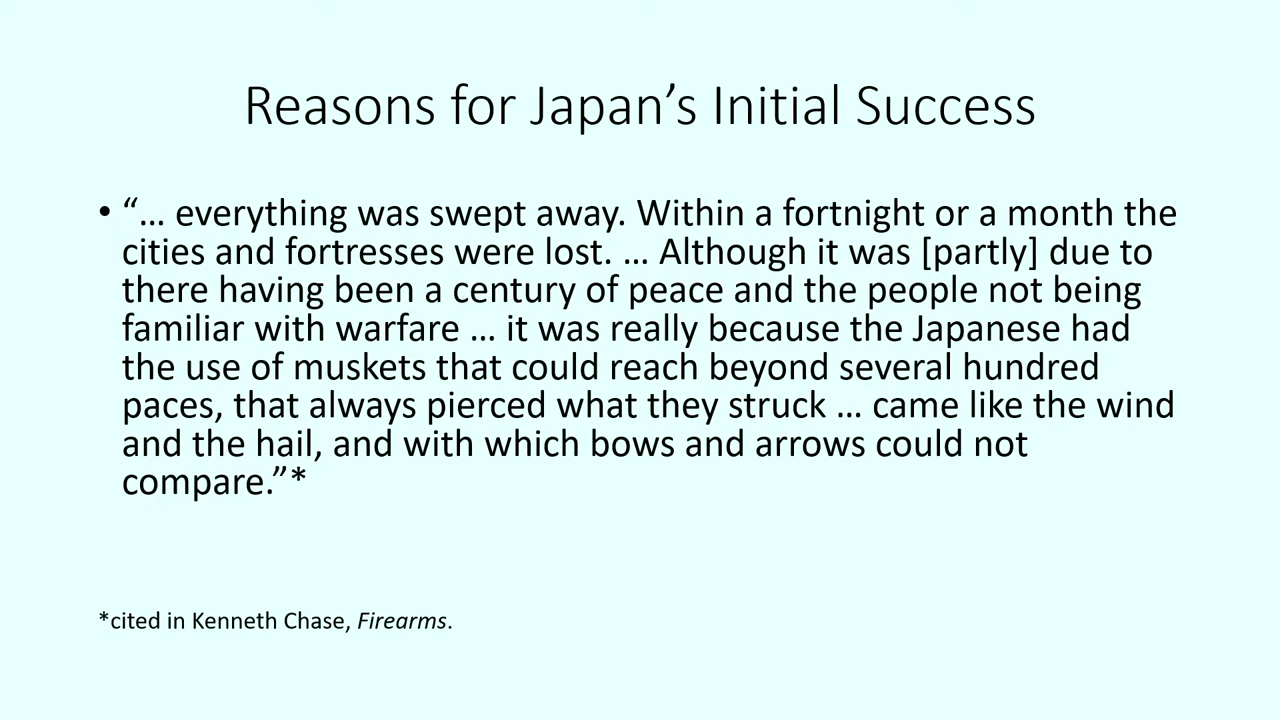 Reasons for Japan’s Initial Success
• “… everything was swept away. Within a fortnight or a month the
cities and fortresses were lost. … Although it was [partly] due to
there having been a century of peace and the people not being
familiar with warfare … it was really because the Japanese had
the use of muskets that could reach beyond several hundred
paces, that always pierced what they struck … came like the wind
and the hail, and with which bows and arrows could not
compare.”*
*cited in Kenneth Chase, Firearms.